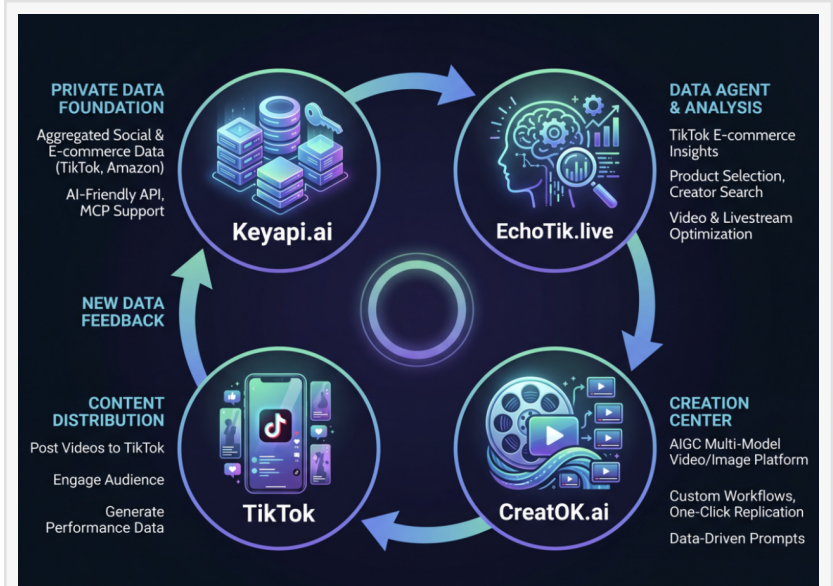 PRIVATE DATA
FOUNDATION
Aggregated Social &
E-commerce Data
(TikTok, Amazon)
AI-Friendly API,
MCP Support
Keyapi.ai
EchoTik.live
DATA AGENT
& ANALYSIS
TikTok E-commerce
Insights
Product Selection,
Creator Search
Video & Livestream
Optimization
NEW DATA
FEEDBACK
CONTENT
DISTRIBUTION
Post Videos to TikTok
Engage Audience
Generate
Performance Data
TikTok
CreatOK.ai
CREATION
CENTER
AIGC Multi-Model
Video/Image Platform
Custom Workflows,
One-Click Replication
Data-Driven Prompts